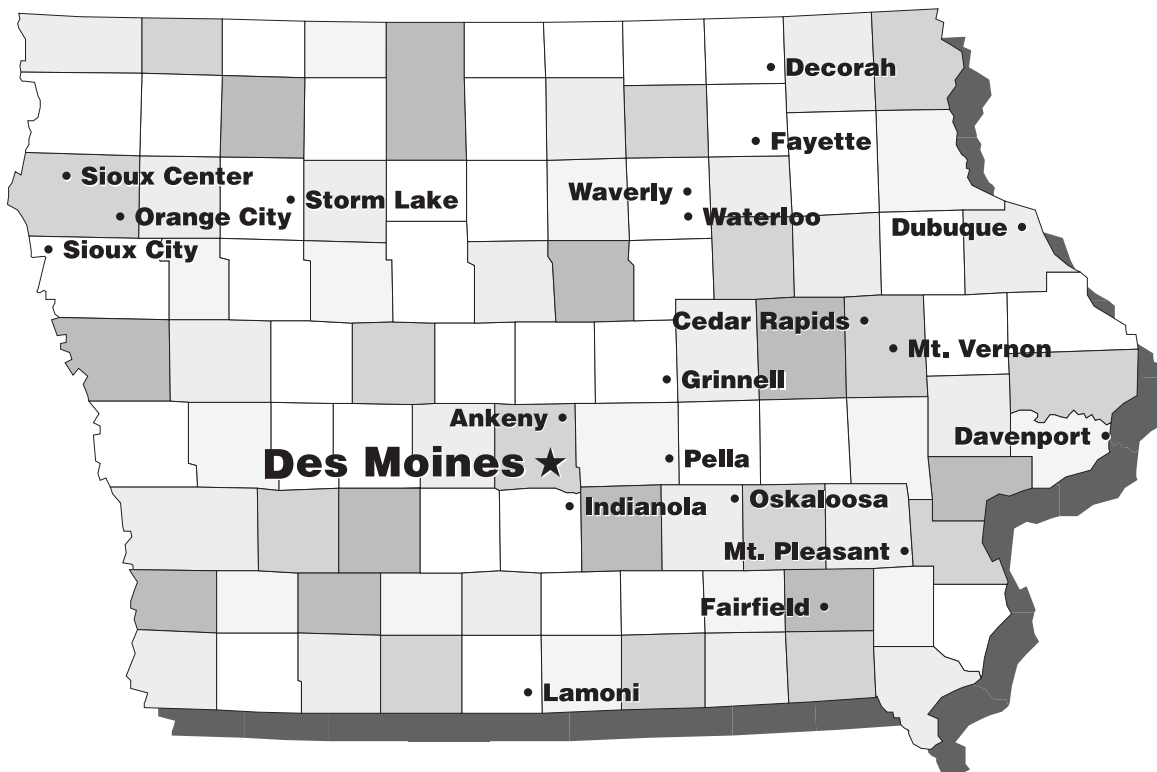 Decorah
Fayette
Sioux Center
Storm Lake
Waverly
Orange City
Waterloo
Dubuque
Sioux City
Cedar Rapids
Mt. Vernon
Grinnell
Ankeny
Davenport
Des Moines
Pella
Oskaloosa
Indianola
Mt. Pleasant
Fairfield
Lamoni